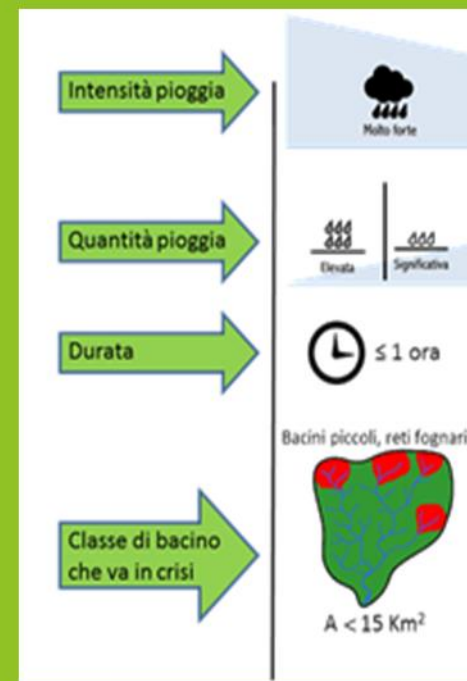 Intensità pioggia
Molto forte
Quantità pioggia
Elevata
Significativa
Durata
≤ 1 ora
Bacini piccoli, reti fognari
Classe di bacino
che va in crisi
A < 15 Km²